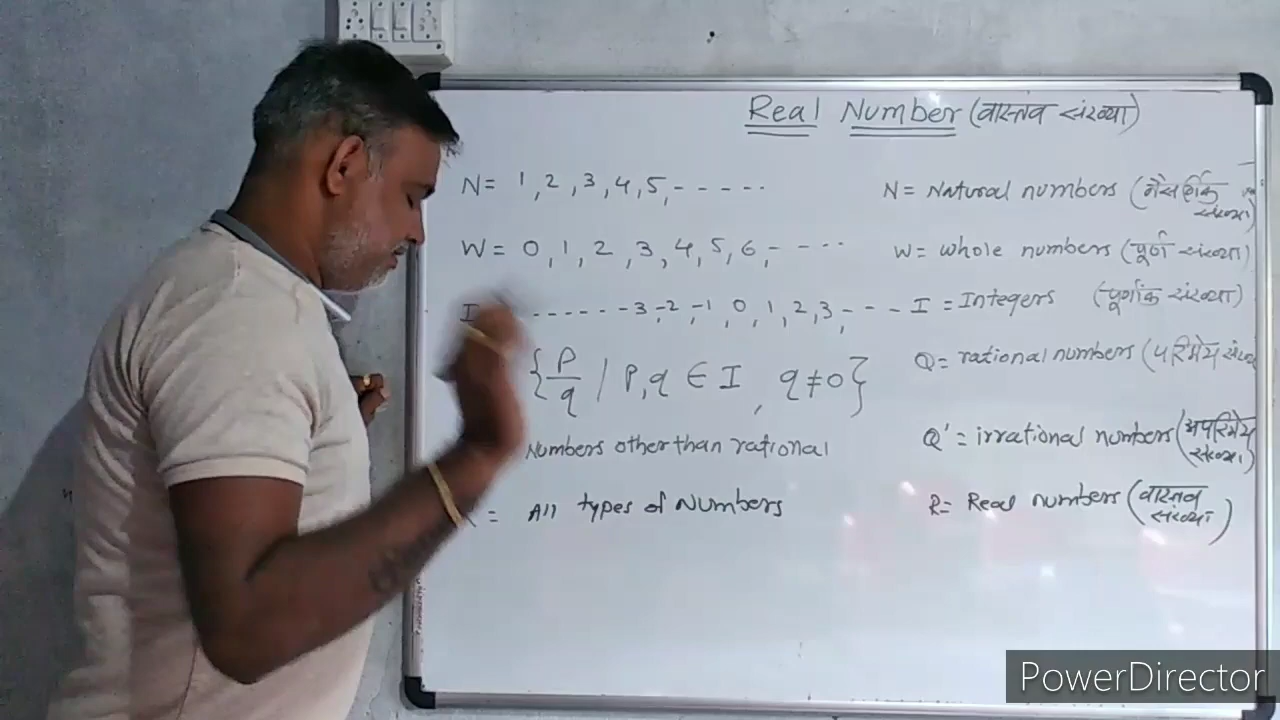 Real Number (वास्तव संख्या)
N = 1, 2, 3, 4, 5, - - - - - N = Natural numbers (नैसर्गिक संख्या)
W = 0, 1, 2, 3, 4, 5, 6, - - - - W = whole numbers (पूर्ण संख्या)
I - - - - - - -3, -2, -1, 0, 1, 2, 3, - - - I = Integers (पूर्णांक संख्या)
{p/q / p, q ∈ I, q ≠ 0} Q = rational numbers (परिमेय
Numbers other than rational Q' = irrational numbers (अपरिमेय संख्या)
= All types of Numbers R = Real numbers (वास्तव संख्या)
PowerDirector